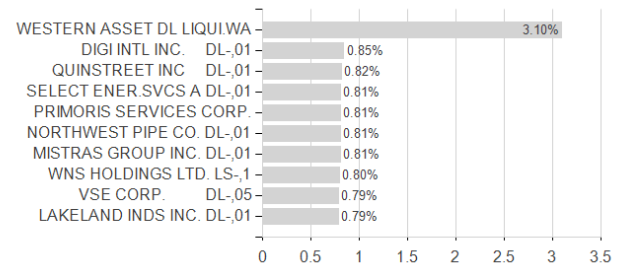 WESTERN ASSET DL LIQUI.WA 3.10%
DIGI INTL INC. DL-,01 0.85%
QUINSTREET INC DL-,01 0.82%
SELECT ENER.SVCS A DL-,01 0.81%
PRIMORIS SERVICES CORP. 0.81%
NORTHWEST PIPE CO. DL-,01 0.81%
MISTRAS GROUP INC. DL-,01 0.81%
WNS HOLDINGS LTD. LS-,1 0.80%
VSE CORP. DL-,05 0.79%
LAKELAND INDS INC. DL-,01 0.79%
0 0.5 1 1.5 2 2.5 3 3.5